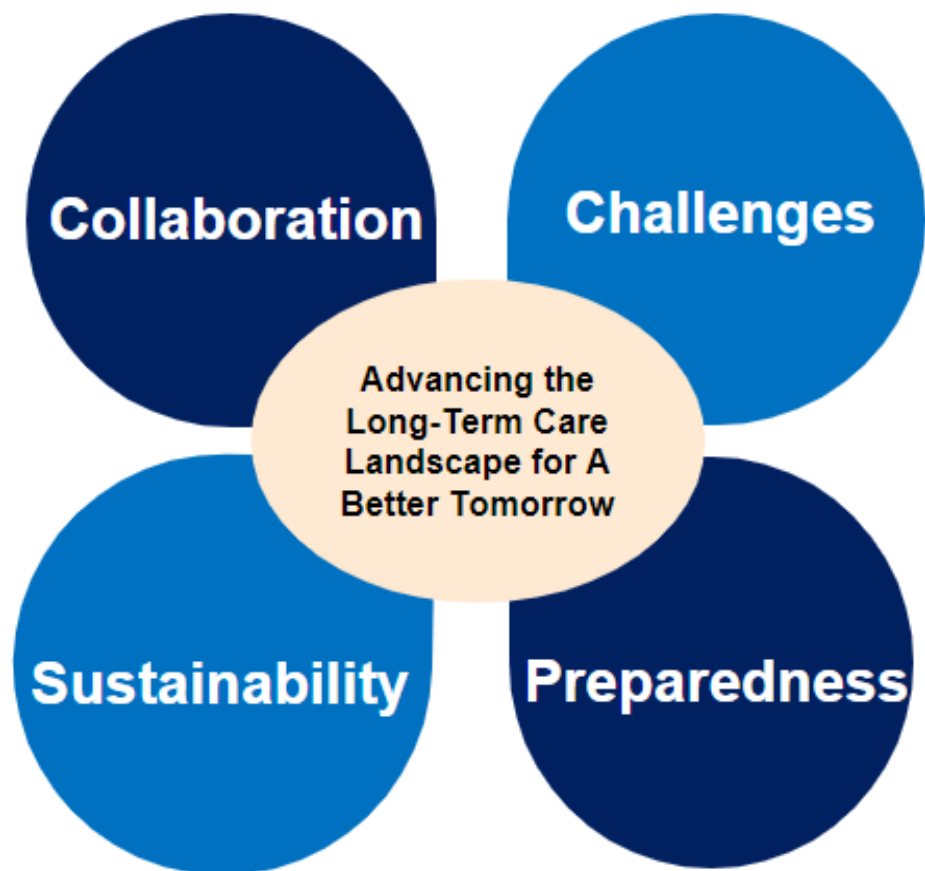 Collaboration
Challenges
Advancing the
Long-Term Care
Landscape for A
Better Tomorrow
Sustainability
Preparedness